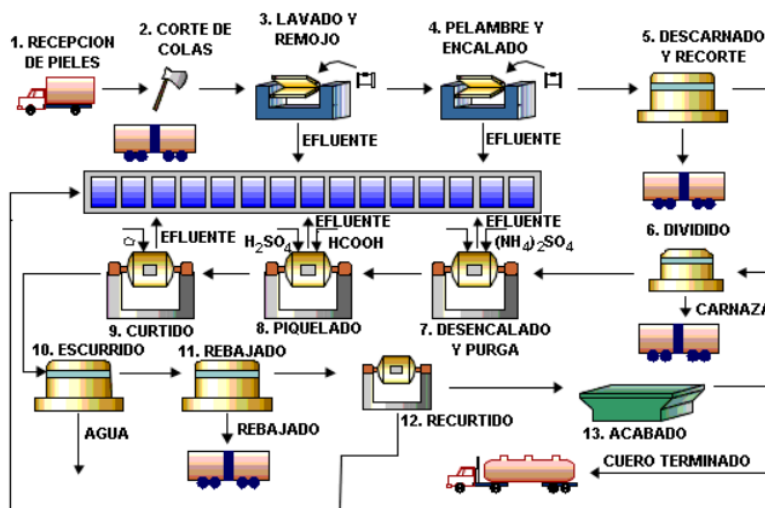 1. RECEPCION
DE PIELES
2. CORTE DE
COLAS
3. LAVADO Y
REMOJO
4. PELAMBRE Y
ENCALADO
5. DESCARNADO
Y RECORTE
EFLUENTE
EFLUENTE
EFLUENTE
H2SO4
EFLUENTE
HCOOH
EFLUENTE
(NH4)2SO4
6. DIVIDIDO
CARNAZA
9. CURTIDO
8. PIQUELADO
7. DESENCALADO
Y PURGA
10. ESCURRIDO
11. REBAJADO
AGUA
REBAJADO
12. RECURTIDO
13. ACABADO
CUERO TERMINADO